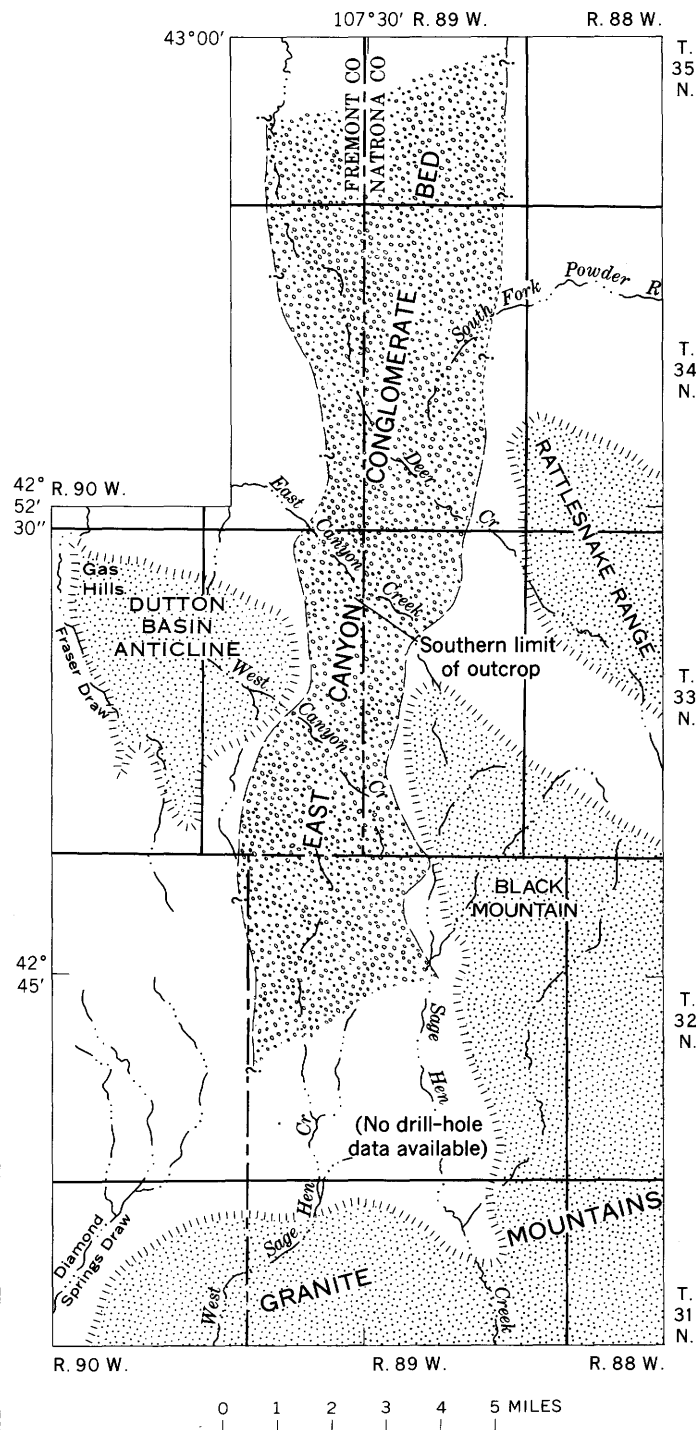 107°30' R. 89 W.
R. 88 W.
43°00'
T.
35
N.
FREMONT CO
NATRONA CO
BED
South Fork Powder R
CONGLOMERATE
T.
34
N.
Deer Cr
RATTLESNAKE RANGE
42°
52'
30"
R. 90 W.
East Canyon Creek
Gas
Hills
DUTTON
BASIN
ANTICLINE
Fraser Draw
CANYON
Southern limit
of outcrop
West Canyon Cr
T.
33
N.
EAST
BLACK
MOUNTAIN
42°
45'
T.
32
N.
Sage Hen
(No drill-hole
data available)
Cr
Hen
Sage
West
Diamond
Springs Draw
MOUNTAINS
GRANITE
Creek
T.
31
N.
R. 90 W.
R. 89 W.
R. 88 W.
0 1 2 3 4 5 MILES
? ? ? ? ? ? ? ?